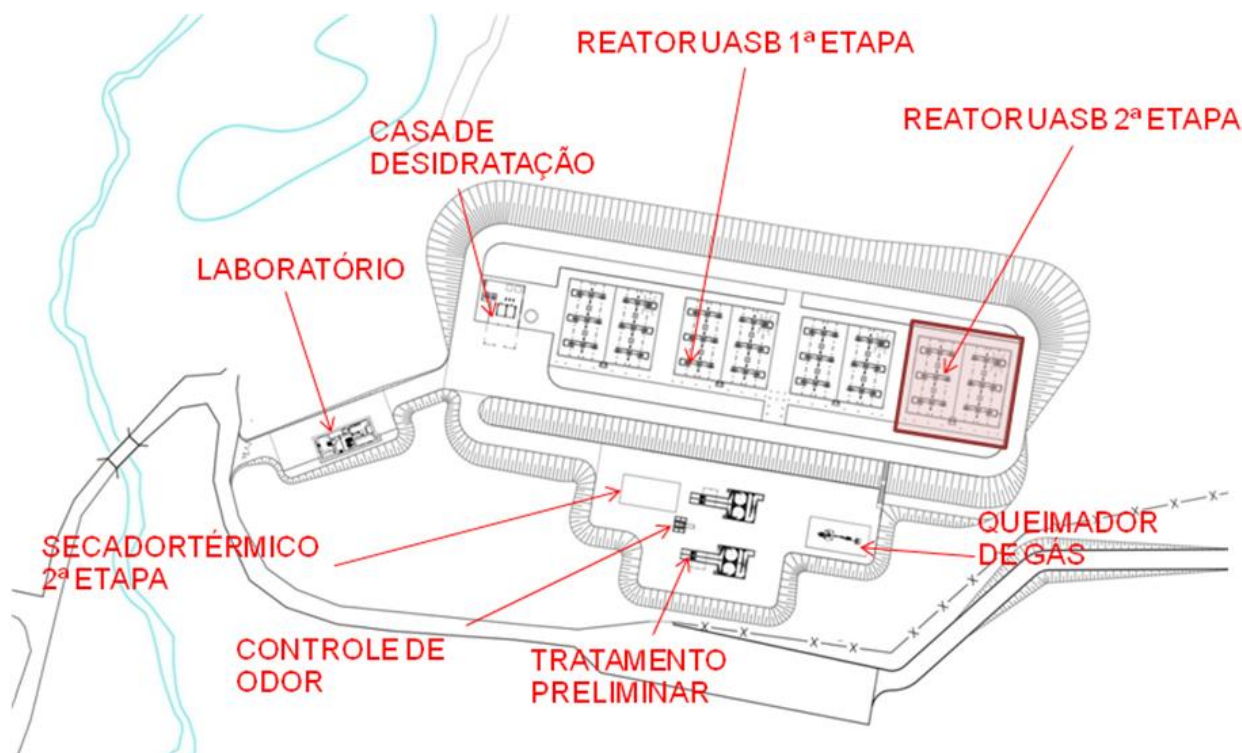 REATOR UASB 1ª ETAPA
REATOR UASB 2ª ETAPA
CASA DE
DESIDRATAÇÃO
LABORATÓRIO
SECADOR TÉRMICO
2ª ETAPA
QUEIMADOR
DE GÁS
CONTROLE DE
ODOR
TRATAMENTO
PRELIMINAR